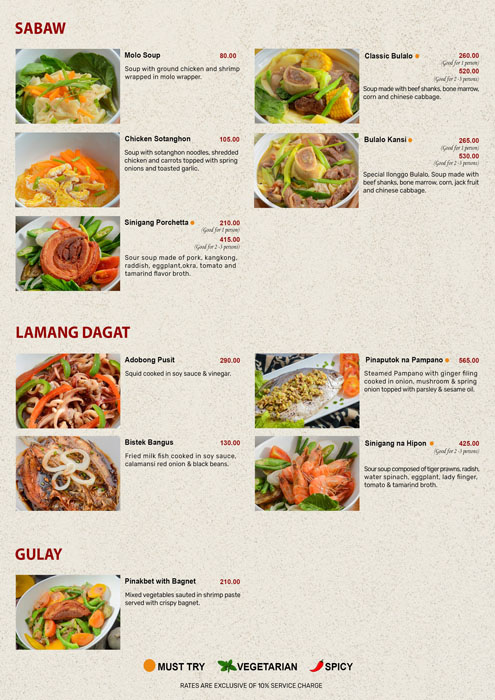 SABAW
Molo Soup 80.00
Soup with ground chicken and shrimp
wrapped in molo wrapper.
Chicken Sotanghon 105.00
Soup with sotanghon noodles, shredded
chicken and carrots topped with spring
onions and toasted garlic.
Sinigang Porchetta 210.00
(Good for 1 person)
415.00
(Good for 2 -3 persons)
Sour soup made of pork, kangkong,
raddish, eggplant,okra, tomato and
tamarind flavor broth.
Classic Bulalo 260.00
(Good for 1 person)
520.00
(Good for 2 -3 persons)
Soup made with beef shanks, bone marrow,
corn and chinese cabbage.
Bulalo Kansi 265.00
(Good for 1 person)
530.00
(Good for 2 -3 persons)
Special Ilonggo Bulalo, Soup made with
beef shanks, bone marrow, corn, jack fruit
and chinese cabbage.
LAMANG DAGAT
Adobong Pusit 290.00
Squid cooked in soy sauce & vinegar.
Bistek Bangus 130.00
Fried milk fish cooked in soy sauce,
calamansi red onion & black beans.
Pinaputok na Pampano 565.00
Steamed Pampano with ginger filing
cooked in onion, mushroom & spring
onion topped with parsley & sesame oil.
Sinigang na Hipon 425.00
(Good for 2 -3 persons)
Sour soup composed of tiger prawns, radish,
water spinach, eggplant, lady fiinger,
tomato & tamarind broth.
GULAY
Pinakbet with Bagnet 210.00
Mixed vegetables sauted in shrimp paste
served with crispy bagnet.
MUST TRY VEGETARIAN SPICY
RATES ARE EXCLUSIVE OF 10% SERVICE CHARGE